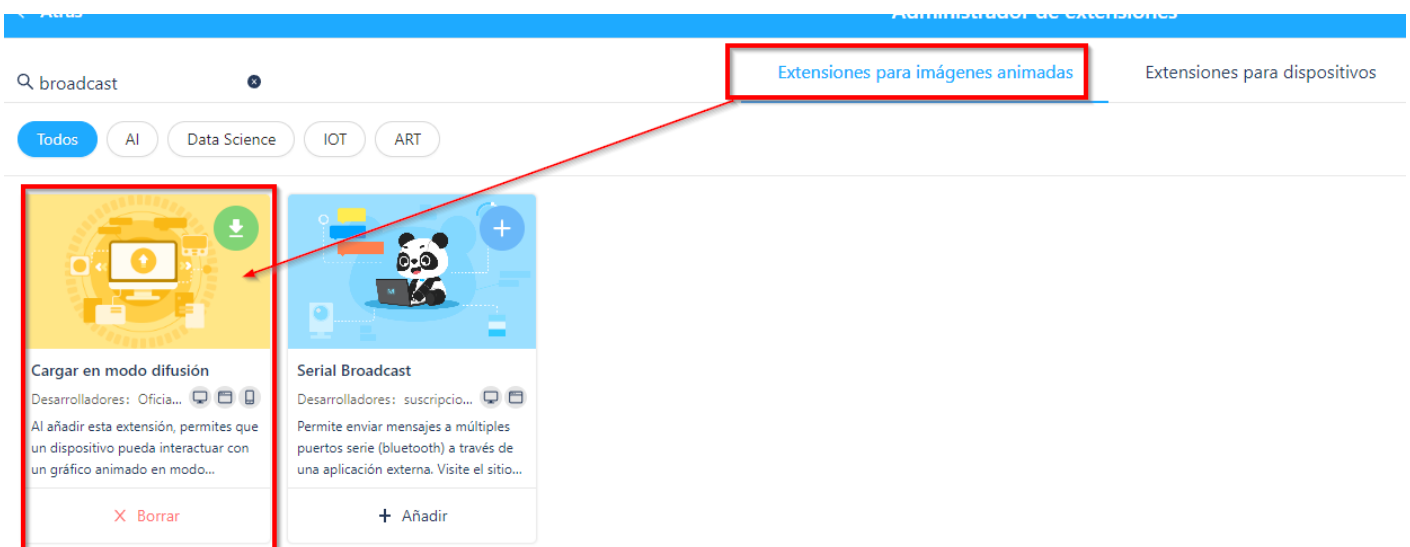 Atrás
Administrador de extensiones
broadcast
Extensiones para imágenes animadas
Extensiones para dispositivos
Todos
AI
Data Science
IOT
ART
Cargar en modo difusión
Desarrolladores: Oficia...
Al añadir esta extensión, permites que
un dispositivo pueda interactuar con
un gráfico animado en modo...
X Borrar
Serial Broadcast
Desarrolladores: suscripcio...
Permite enviar mensajes a múltiples
puertos serie (bluetooth) a través de
una aplicación externa. Visite el sitio...
+ Añadir